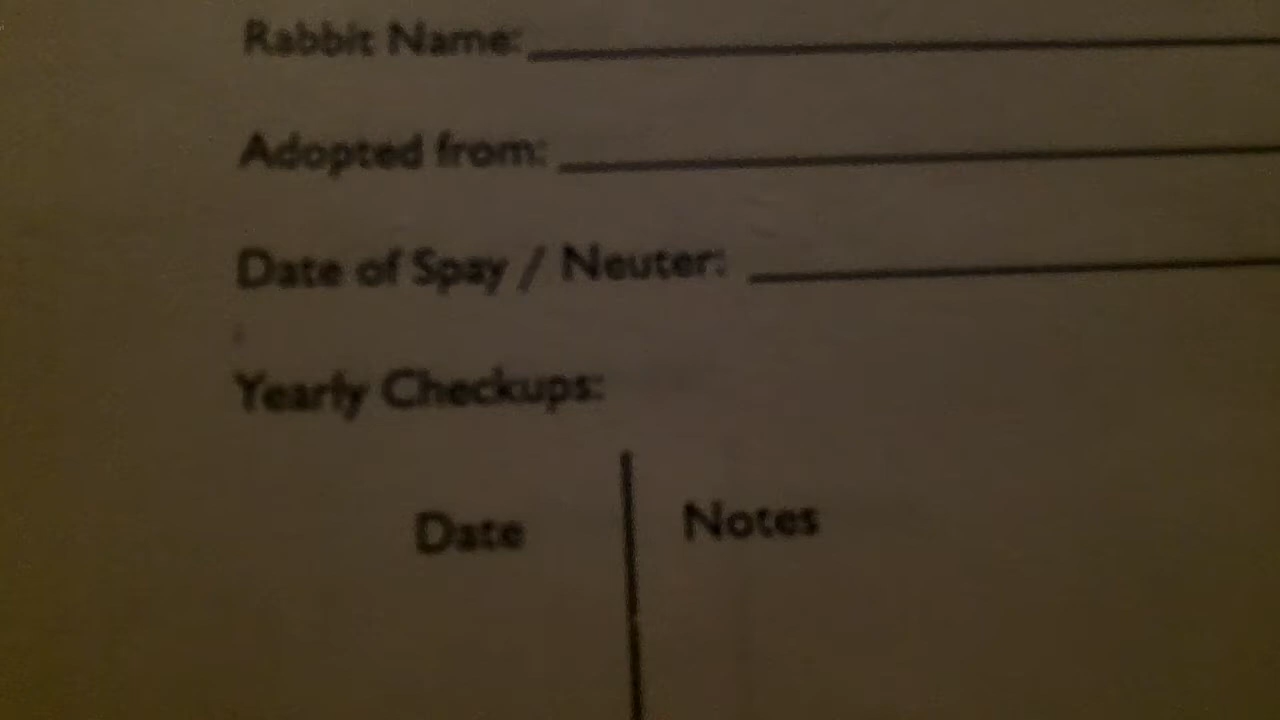 Rabbit Name:
Adopted from:
Date of Spay / Neuter:
Yearly Checkups:
Date Notes